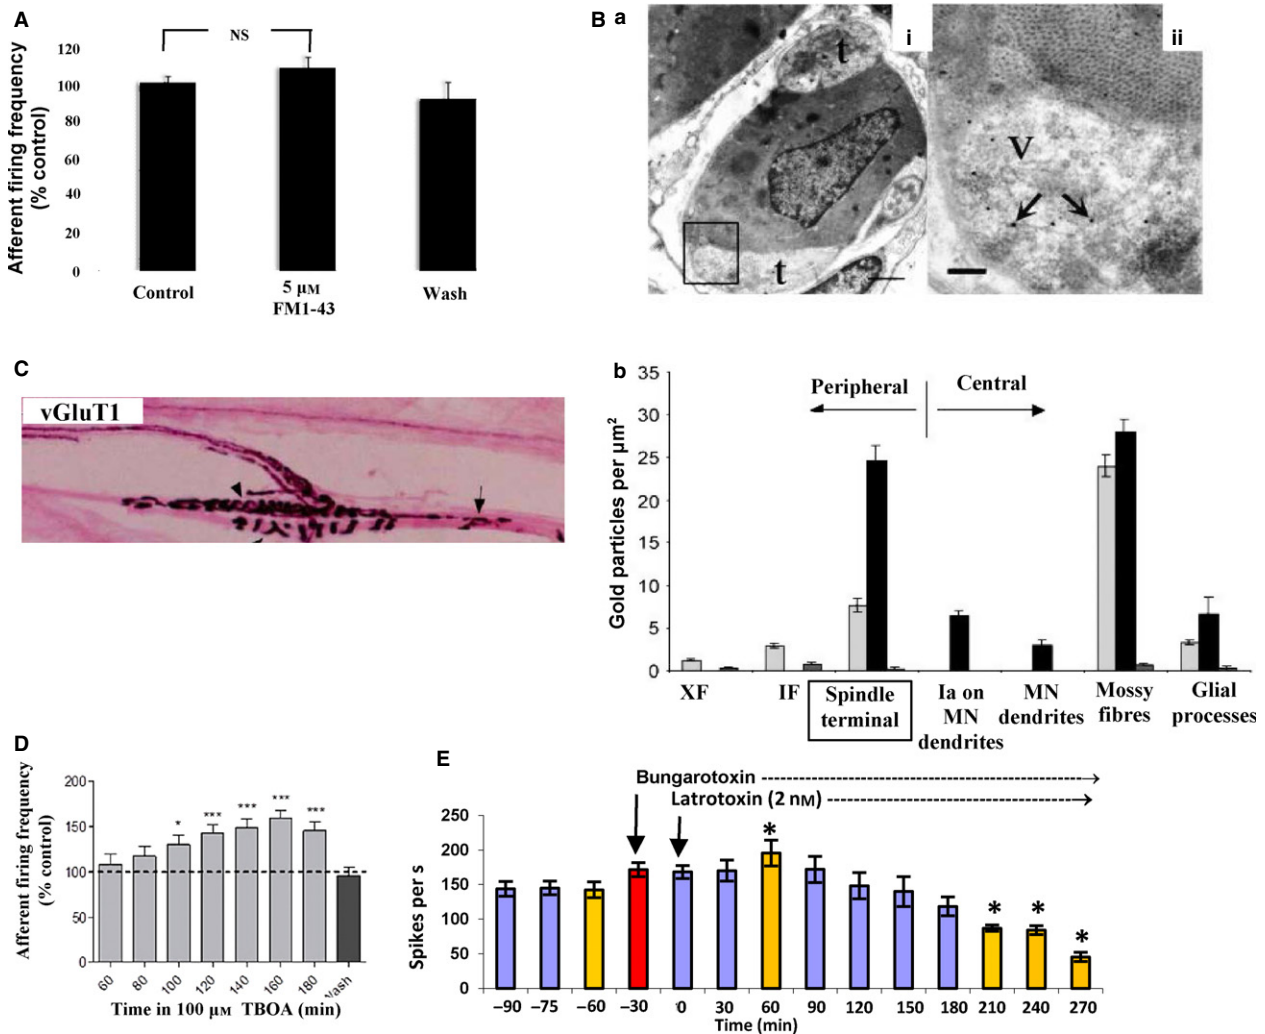 A
NS
120
100
80
60
40
20
0
Afferent firing frequency
(% control)
Control
5 μM
FM1-43
Wash
B a
t
i
t
ii
V
C
vGluT1
b
35
30
25
20
15
10
5
0
Gold particles per μm²
Peripheral
Central
XF
IF
Spindle
terminal
Ia on
MN
dendrites
MN
dendrites
Mossy
fibres
Glial
processes
D
200
150
100
50
0
Afferent firing frequency
(% control)
*
***
***
***
***
60
80
100
120
140
160
180
Wash
Time in 100 μM TBOA (min)
E
Bungarotoxin
Latrotoxin (2 nM)
250
200
150
100
50
0
Spikes per s
*
*
*
*
–90
–75
–60
–30
0
30
60
90
120
150
180
210
240
270
Time (min)